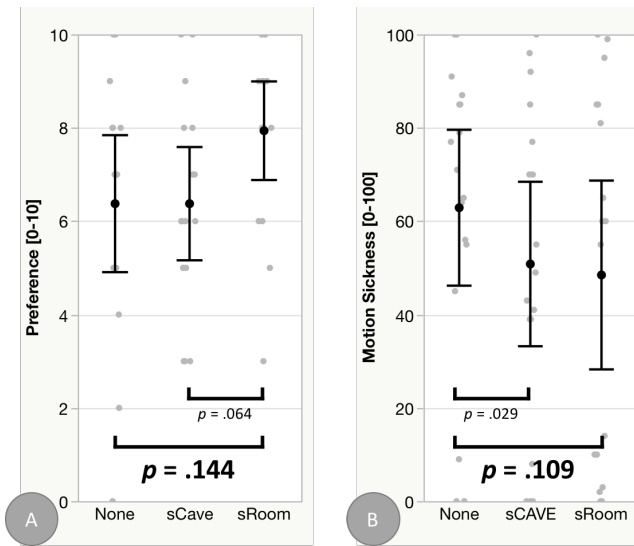 Preference [0-10]
10
8
6
4
2
0
p = .064
p = .144
None sCave sRoom
A
Motion Sickness [0-100]
100
80
60
40
20
0
p = .029
p = .109
None sCAVE sRoom
B